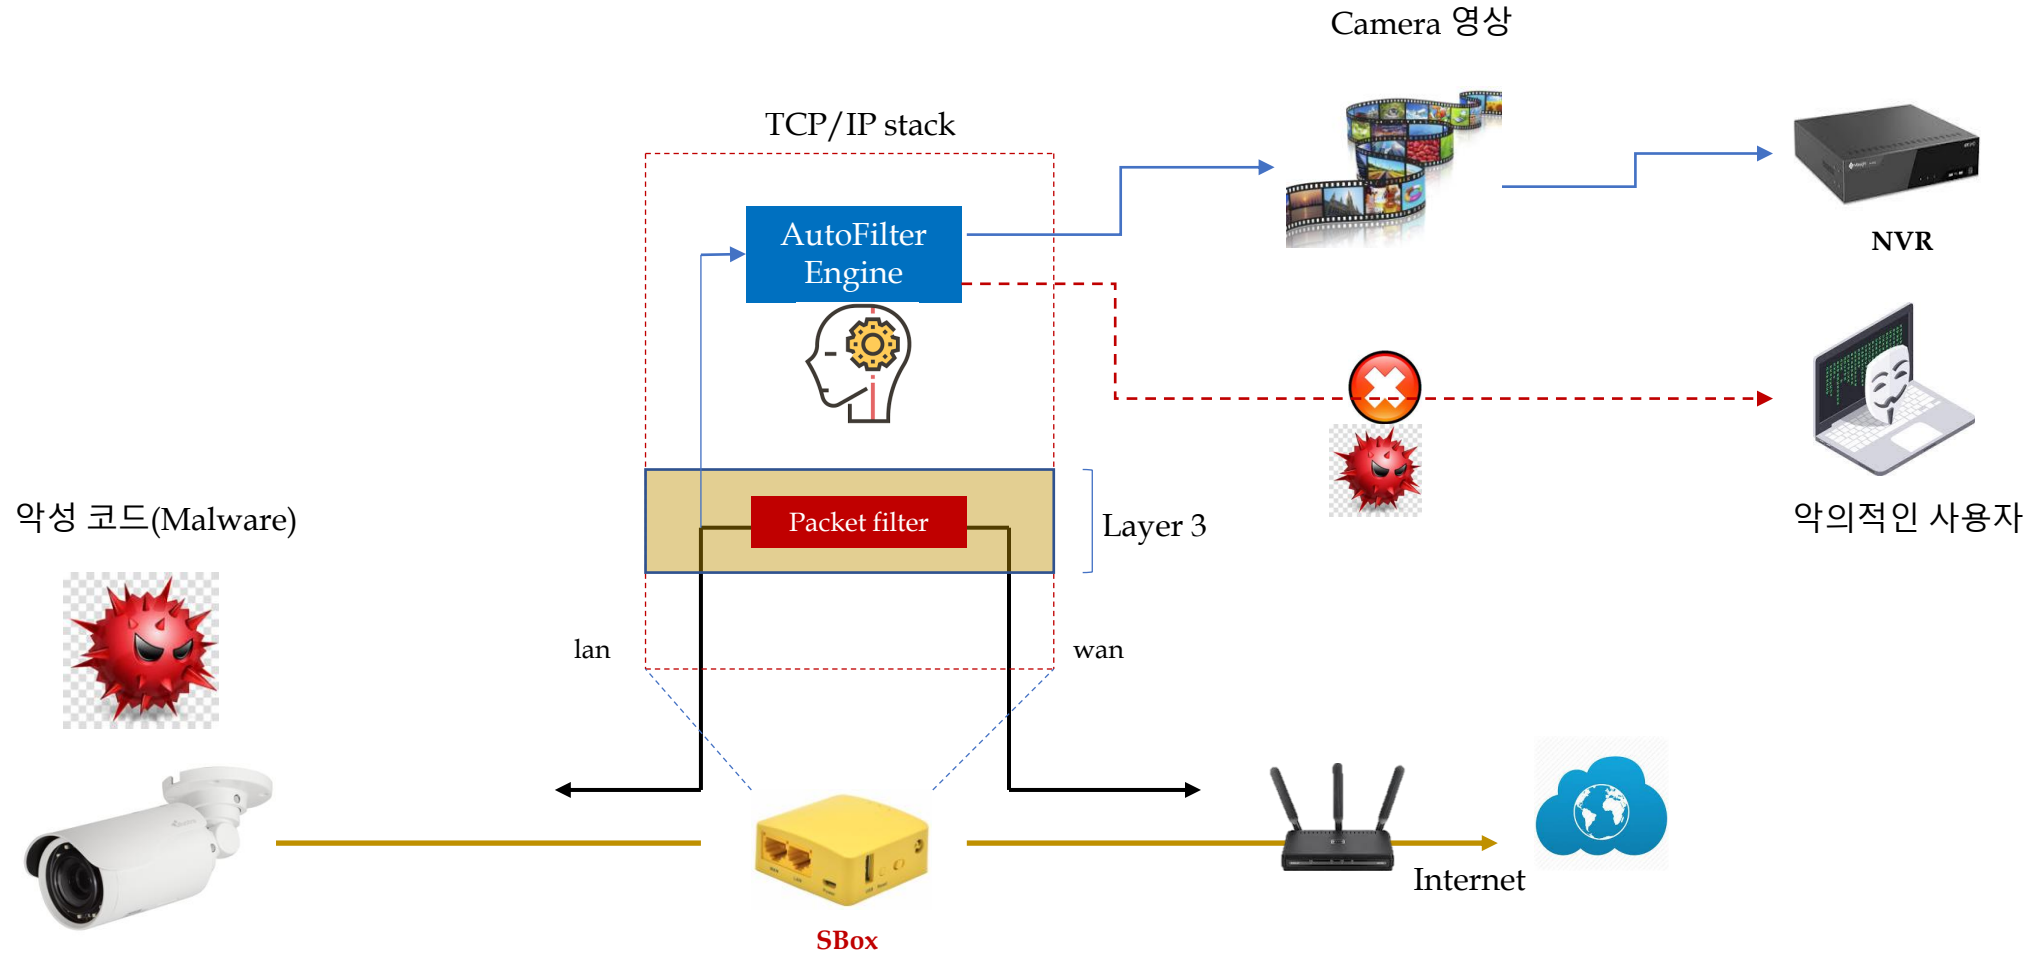 Camera 영상
TCP/IP stack
AutoFilter
Engine
NVR
악성 코드(Malware)
Packet filter
Layer 3
악의적인 사용자
lan
wan
Internet
SBox